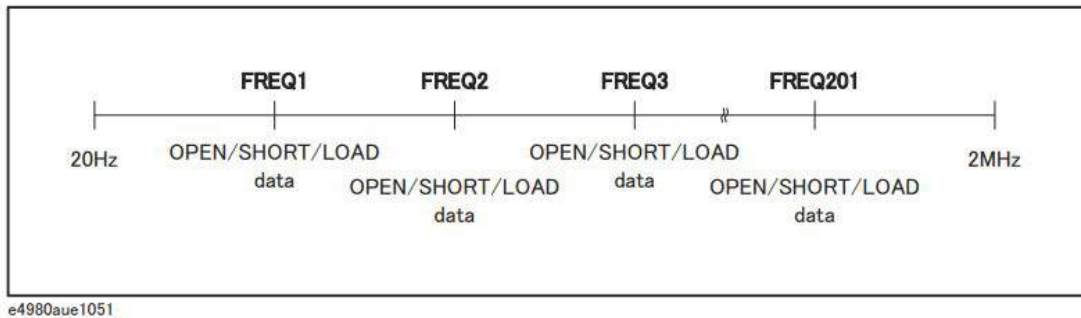 FREQ1 FREQ2 FREQ3 FREQ201
20Hz 2MHz
OPEN/SHORT/LOAD
data
OPEN/SHORT/LOAD
data
OPEN/SHORT/LOAD
data
OPEN/SHORT/LOAD
data
e4980aue1051